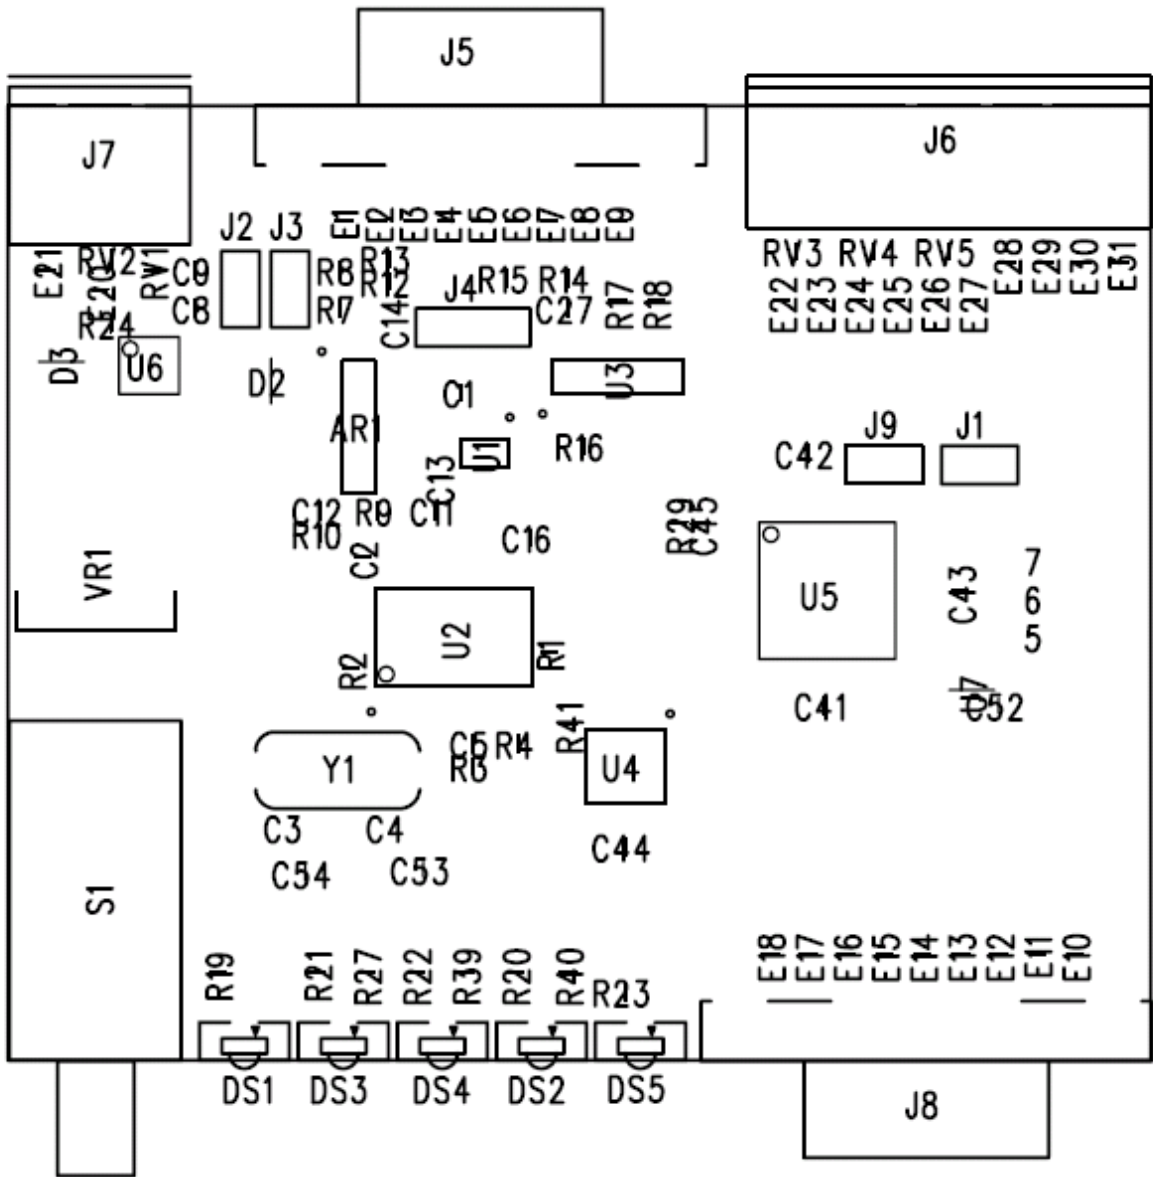 J5
J7
J6
J2 J3
E1 E2 E3 E4 E5 E6 E7 E8 E9
RV2 RV1
E21 E20
C9 R8 R13
R12
J4 R15 R14
RV3 RV4 RV5 E28 E29 E30 E31
C8 R7 C14 C27 R17 R18
E22 E23 E24 E25 E26 E27
R24
D3 U6 D2 U3
AR1
U1 R16
C13
C42 J9 J1
C12 R9 C11
R10
C2 C16
R29 C45
VR1
U5 C43
7
6
5
U2
R2 R1
C41 U7 C52
R41
R4
Y1 U4
C3 C4
C44
C54 C53
S1
R19 R21 R27 R22 R39 R20 R40 R23
E18 E17 E16 E15 E14 E13 E12 E11 E10
DS1 DS3 DS4 DS2 DS5
J8